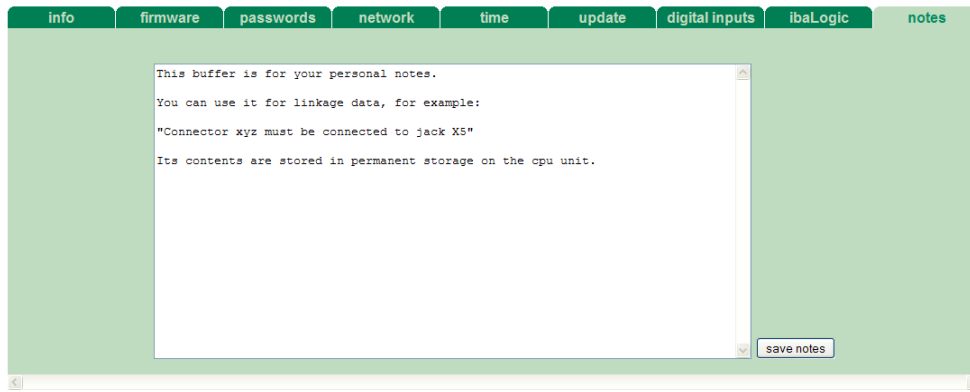 info firmware passwords network time update digital inputs ibaLogic notes
This buffer is for your personal notes.
You can use it for linkage data, for example:
"Connector xyz must be connected to jack X5"
Its contents are stored in permanent storage on the cpu unit.
save notes